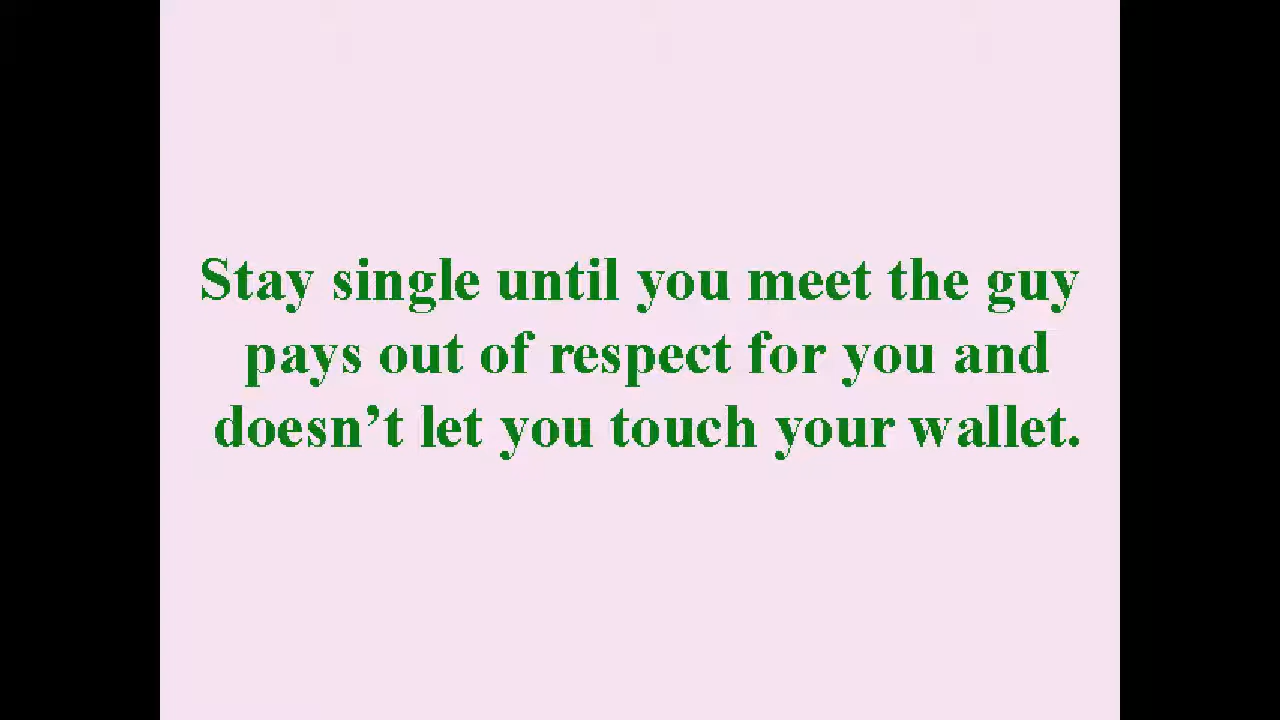 Stay single until you meet the guy
pays out of respect for you and
doesn’t let you touch your wallet.